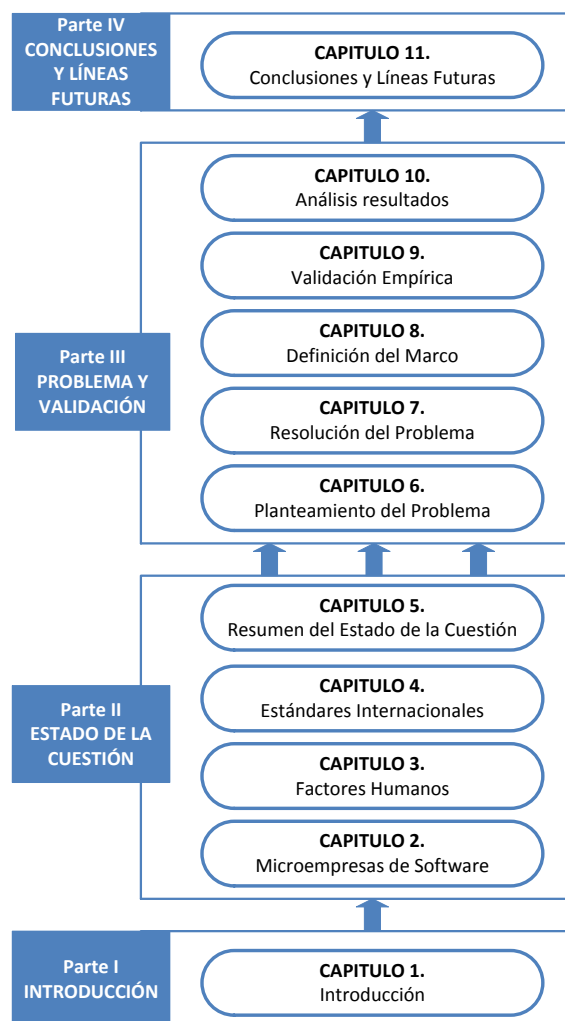 Parte IV
CONCLUSIONES
Y LÍNEAS
FUTURAS
CAPITULO 11.
Conclusiones y Líneas Futuras
Parte III
PROBLEMA Y
VALIDACIÓN
CAPITULO 10.
Análisis resultados
CAPITULO 9.
Validación Empírica
CAPITULO 8.
Definición del Marco
CAPITULO 7.
Resolución del Problema
CAPITULO 6.
Planteamiento del Problema
Parte II
ESTADO DE LA
CUESTIÓN
CAPITULO 5.
Resumen del Estado de la Cuestión
CAPITULO 4.
Estándares Internacionales
CAPITULO 3.
Factores Humanos
CAPITULO 2.
Microempresas de Software
Parte I
INTRODUCCIÓN
CAPITULO 1.
Introducción